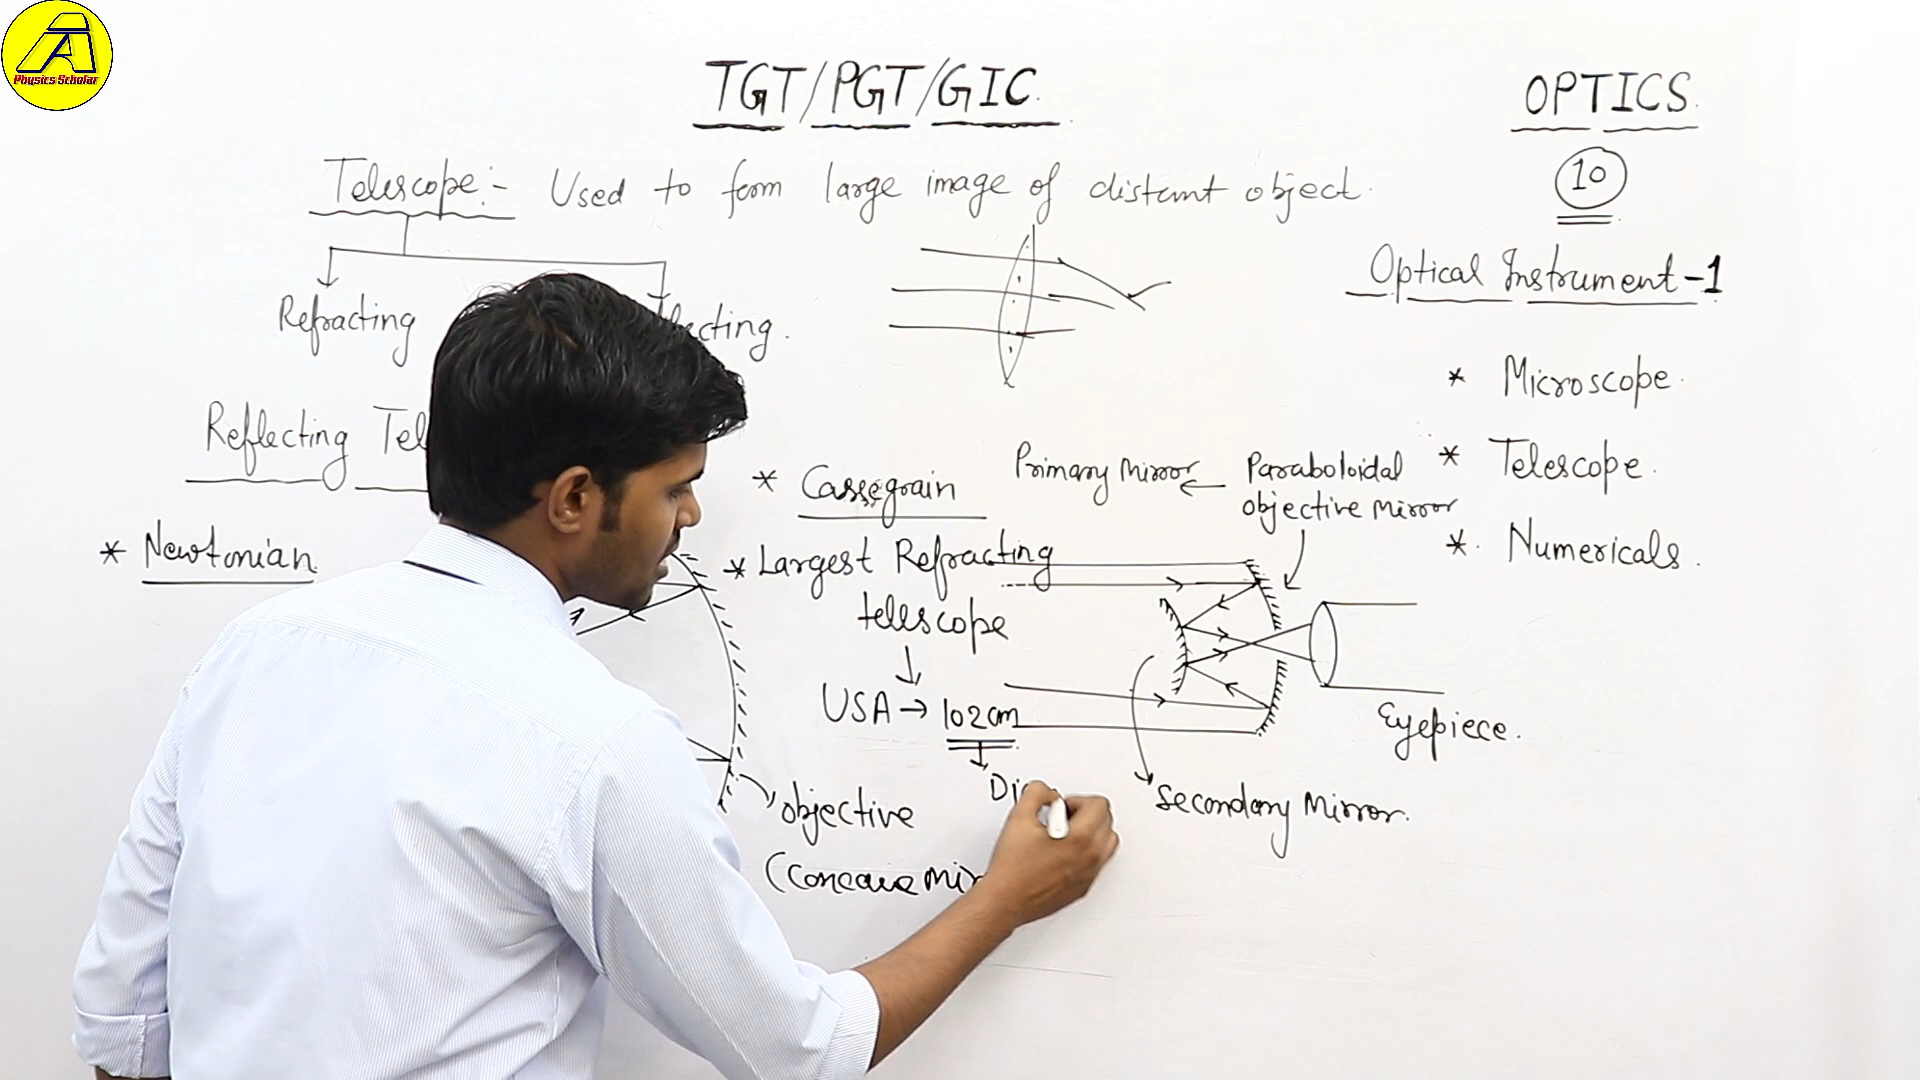 A
Physics Scholar
TGT/PGT/GIC.
OPTICS.
10
Telescope:- Used to form large image of distant object.
Refracting
Optical Instrument-1
* Microscope.
* Telescope.
* Numericals.
Reflecting
* Newtonian
* Cassegrain
Primary Mirror ← Paraboloidal
objective Mirror
* Largest Refracting
telescope
USA → 102cm
Eyepiece.
Secondary Mirror.
objective
(Concave